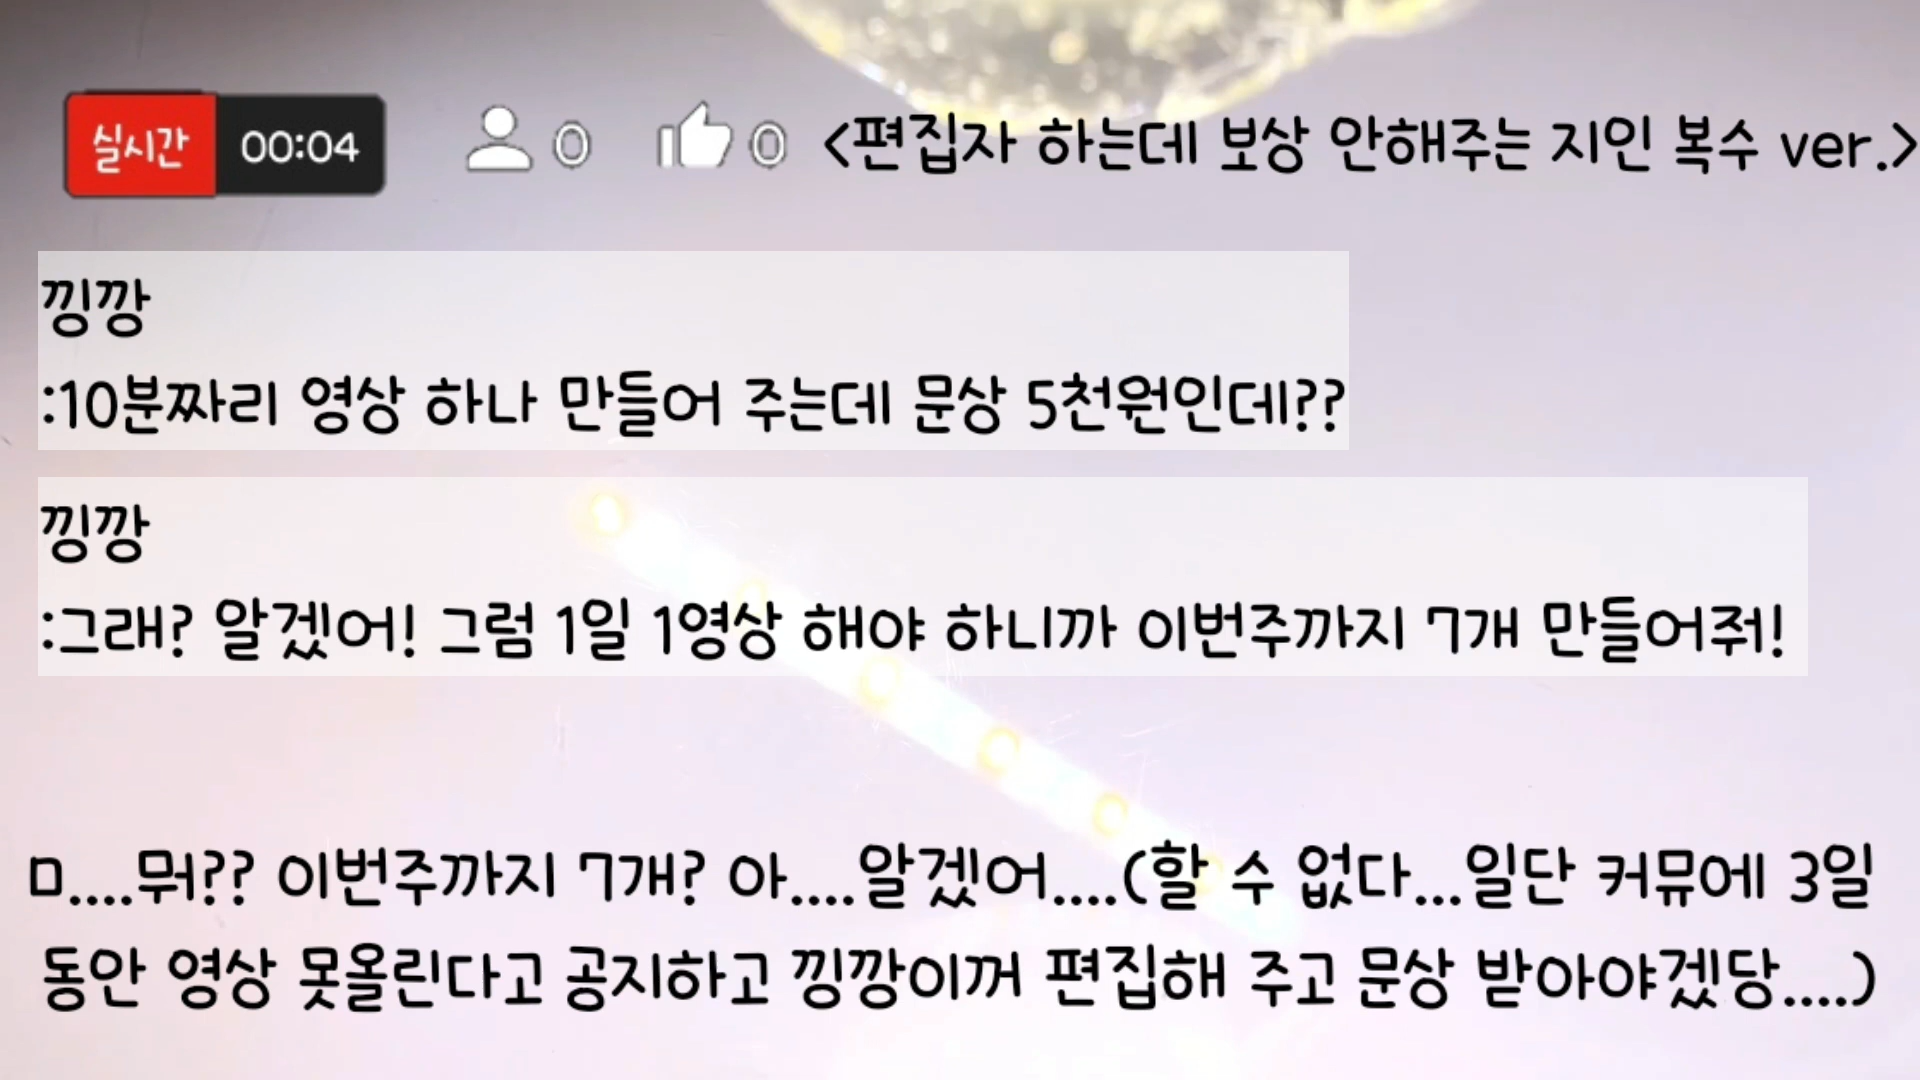 실시간 00:04 0 0 <편집자 하는데 보상 안해주는 지인 복수 ver.>
낑깡
:10분짜리 영상 하나 만들어 주는데 문상 5천원인데??
낑깡
:그래? 알겠어! 그럼 1일 1영상 해야 하니까 이번주까지 7개 만들어줘!
ㅁ....뭐?? 이번주까지 7개? 아....알겠어....(할 수 없다...일단 커뮤에 3일
동안 영상 못올린다고 공지하고 낑깡이꺼 편집해 주고 문상 받아야겠당....)